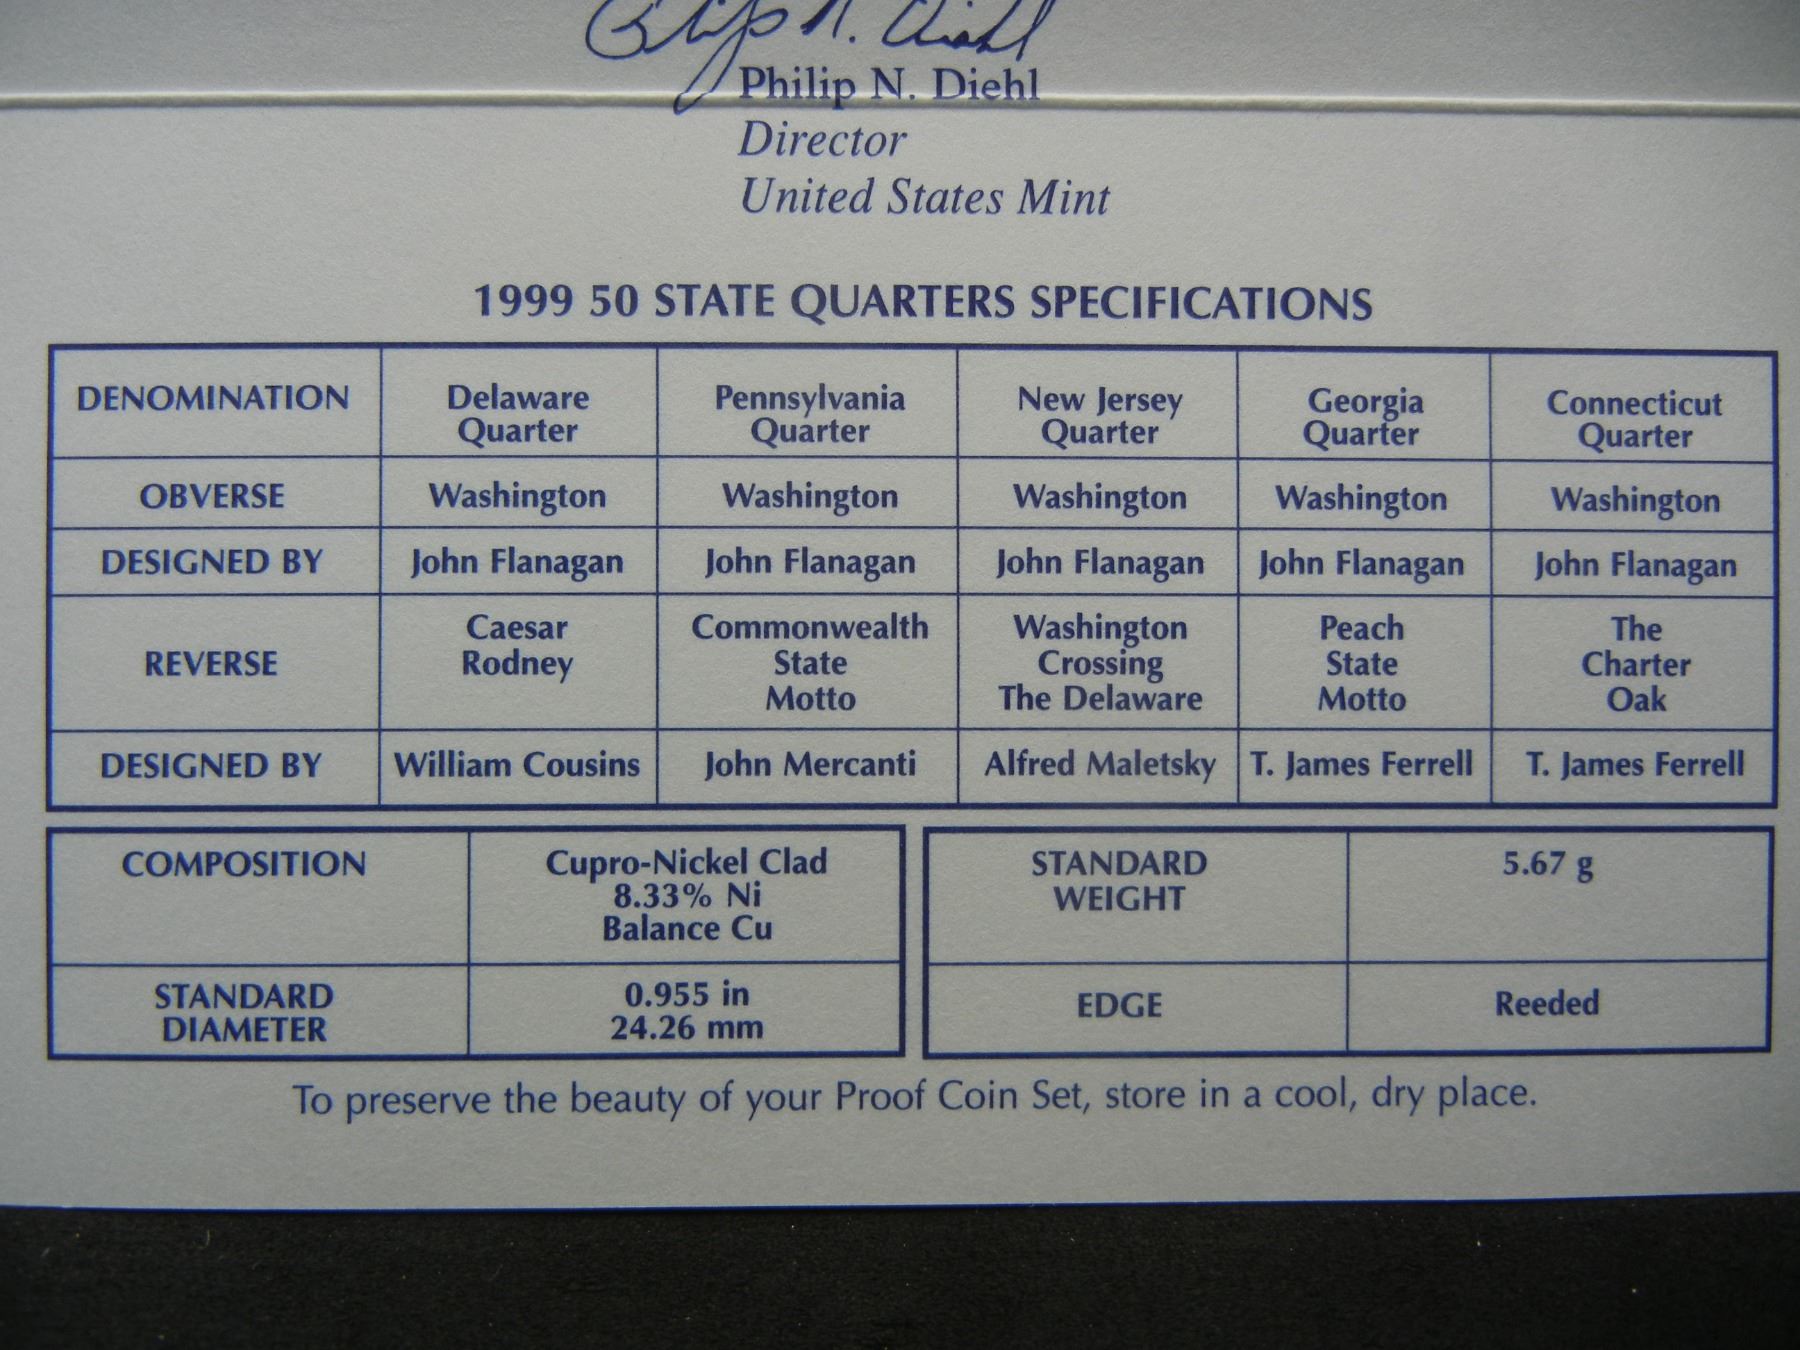 Philip N. Diehl
Philip N. Diehl
Director
United States Mint
1999 50 STATE QUARTERS SPECIFICATIONS
DENOMINATION
Delaware
Quarter
Pennsylvania
Quarter
New Jersey
Quarter
Georgia
Quarter
Connecticut
Quarter
OBVERSE
Washington
Washington
Washington
Washington
Washington
DESIGNED BY
John Flanagan
John Flanagan
John Flanagan
John Flanagan
John Flanagan
REVERSE
Caesar
Rodney
Commonwealth
State
Motto
Washington
Crossing
The Delaware
Peach
State
Motto
The
Charter
Oak
DESIGNED BY
William Cousins
John Mercanti
Alfred Maletsky
T. James Ferrell
T. James Ferrell
COMPOSITION
Cupro-Nickel Clad
8.33% Ni
Balance Cu
STANDARD
DIAMETER
0.955 in
24.26 mm
STANDARD
WEIGHT
5.67 g
EDGE
Reeded
To preserve the beauty of your Proof Coin Set, store in a cool, dry place.